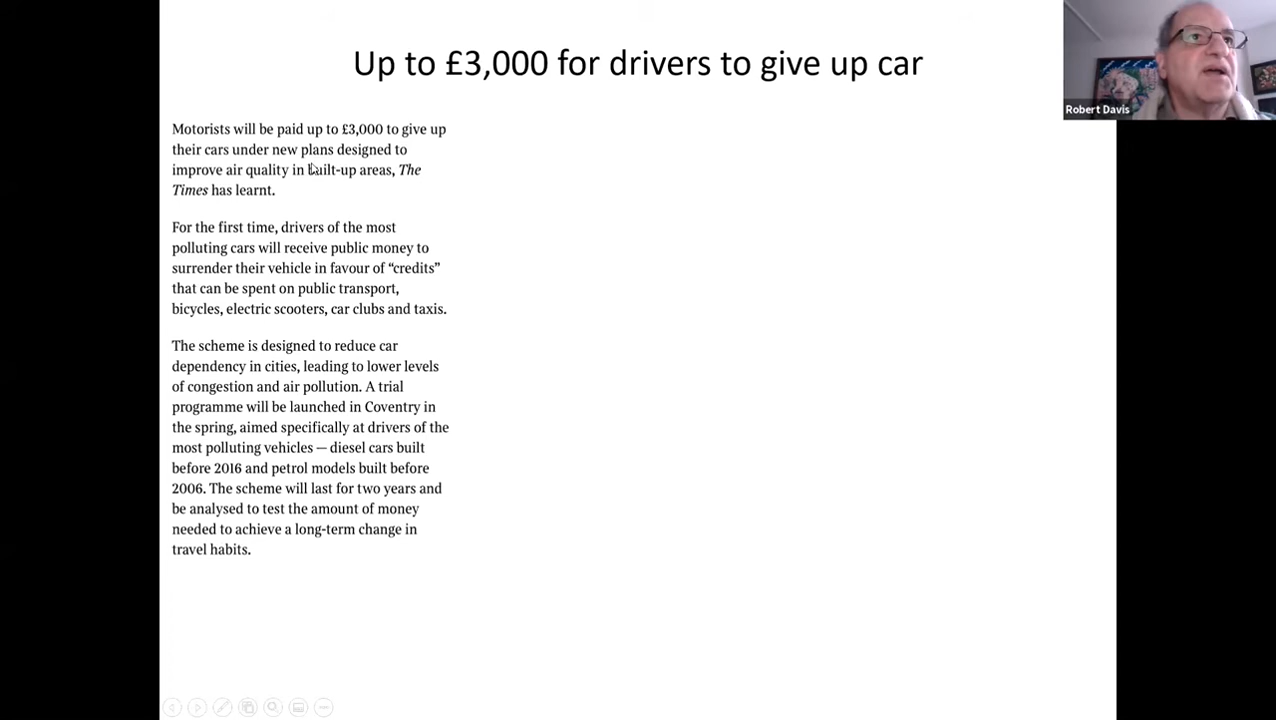 Up to £3,000 for drivers to give up car
Robert Davis
Motorists will be paid up to £3,000 to give up
their cars under new plans designed to
improve air quality in built-up areas, The
Times has learnt.
For the first time, drivers of the most
polluting cars will receive public money to
surrender their vehicle in favour of “credits”
that can be spent on public transport,
bicycles, electric scooters, car clubs and taxis.
The scheme is designed to reduce car
dependency in cities, leading to lower levels
of congestion and air pollution. A trial
programme will be launched in Coventry in
the spring, aimed specifically at drivers of the
most polluting vehicles — diesel cars built
before 2016 and petrol models built before
2006. The scheme will last for two years and
be analysed to test the amount of money
needed to achieve a long-term change in
travel habits.